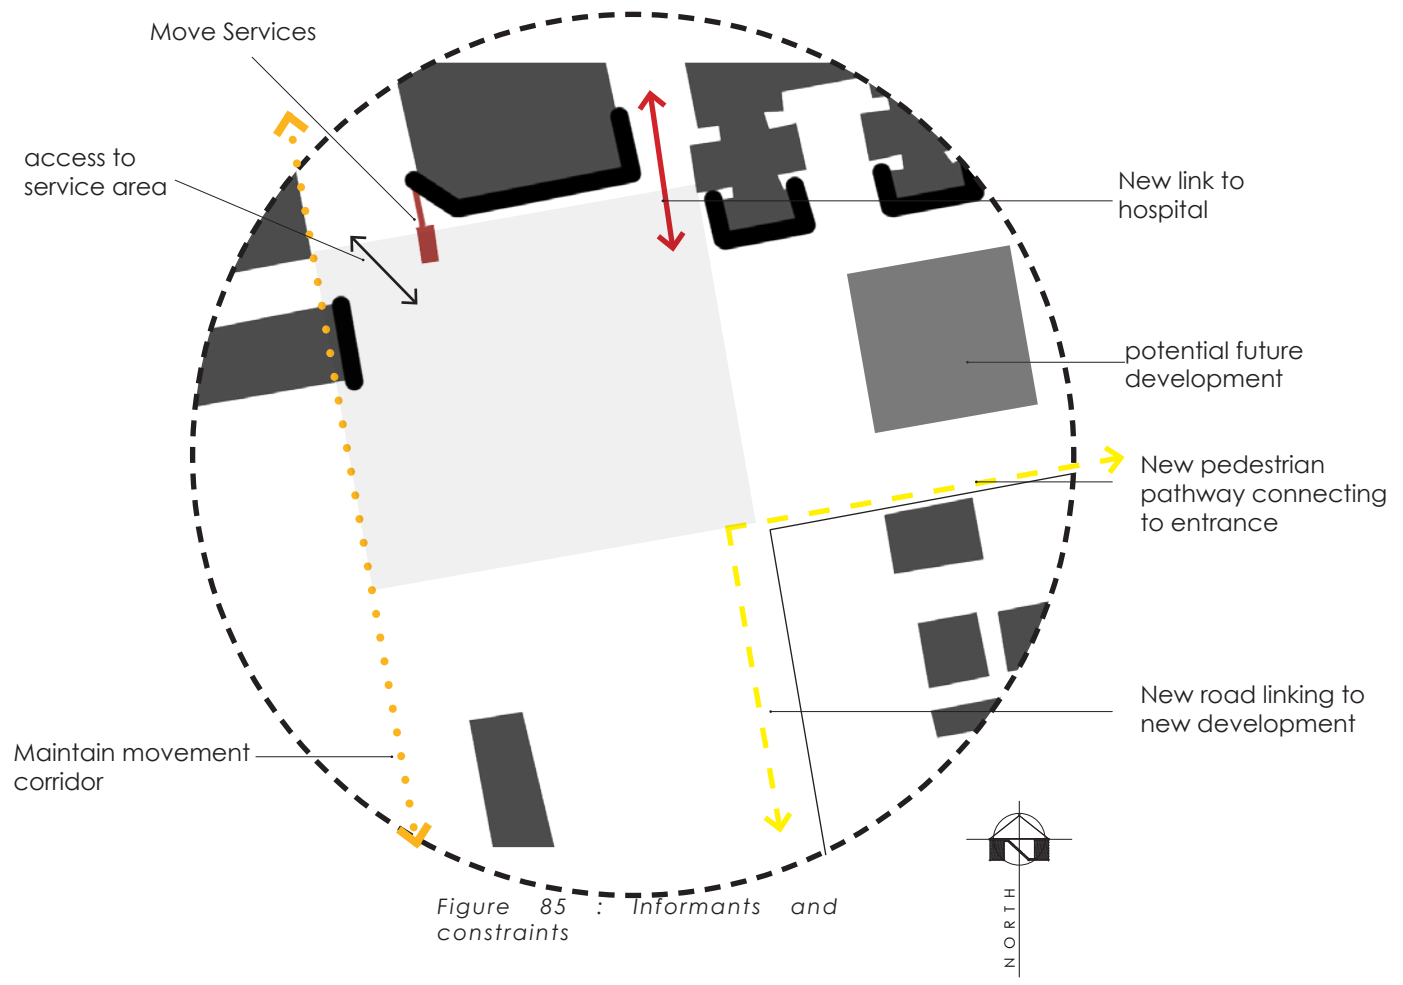 Move Services
access to
service area
New link to
hospital
potential future
development
New pedestrian
pathway connecting
to entrance
New road linking to
new development
Maintain movement
corridor
NORTH
Figure 85 : Informants and
constraints